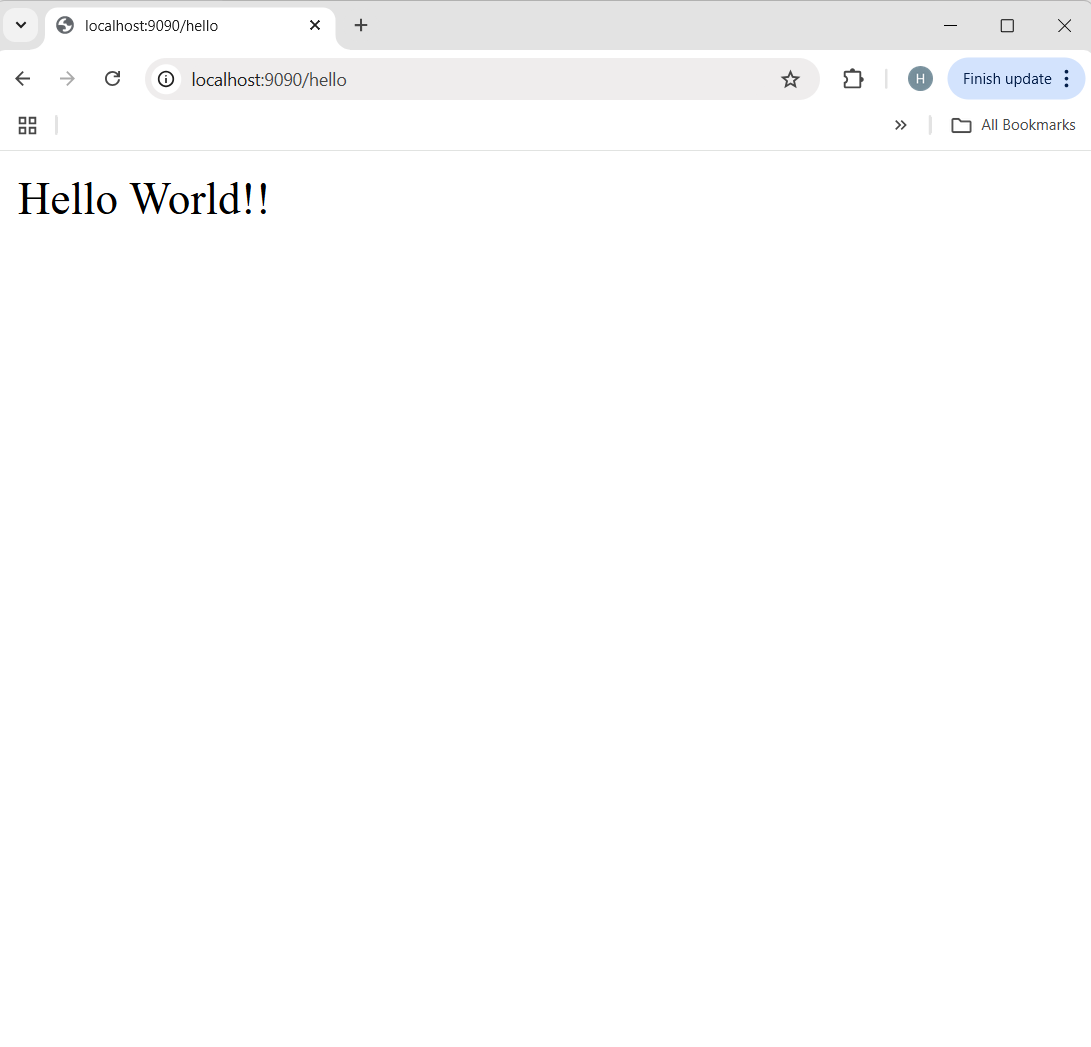 localhost:9090/hello
localhost:9090/hello
H
Finish update
All Bookmarks
Hello World!!